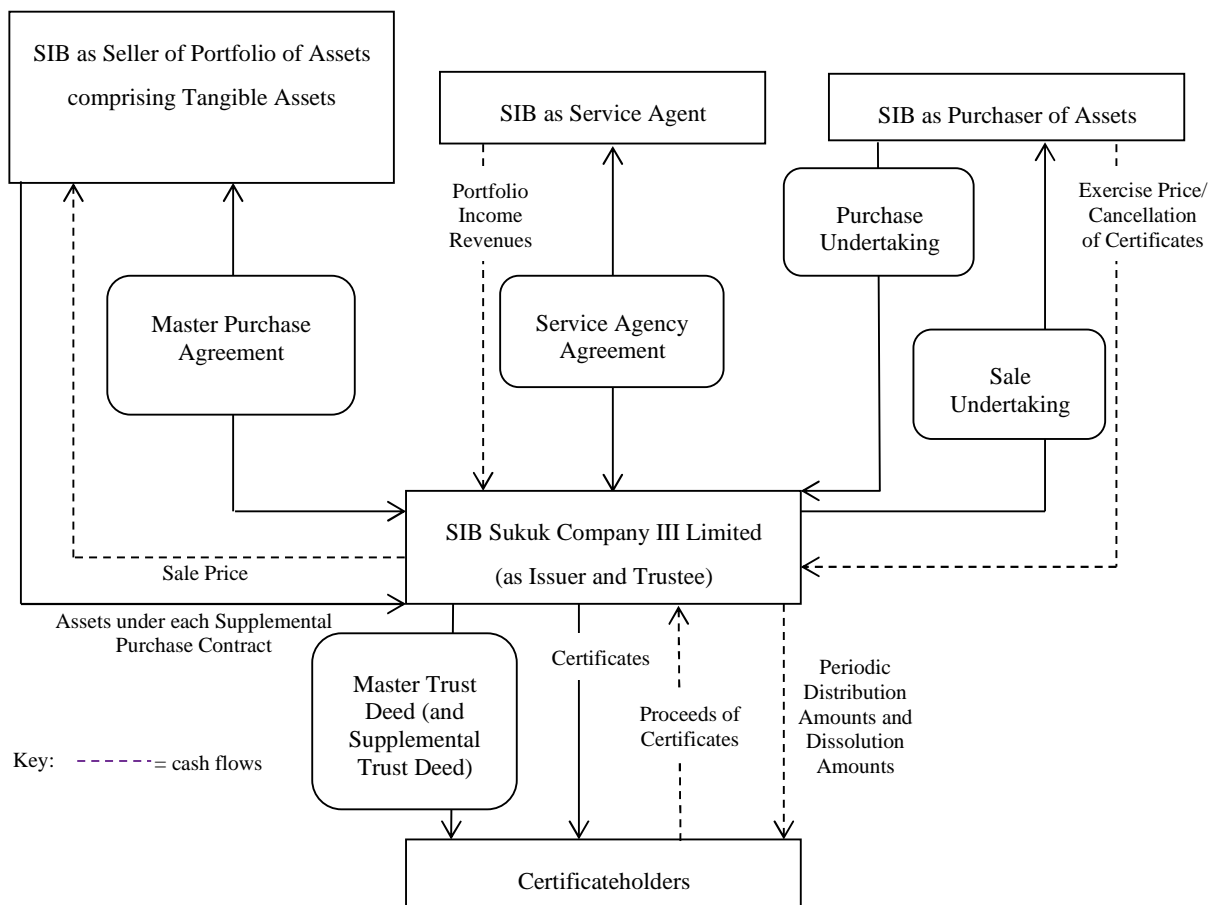 SIB as Seller of Portfolio of Assets
comprising Tangible Assets
SIB as Service Agent
SIB as Purchaser of Assets
Portfolio
Income
Revenues
Purchase
Undertaking
Exercise Price/
Cancellation
of Certificates
Master Purchase
Agreement
Service Agency
Agreement
Sale
Undertaking
SIB Sukuk Company III Limited
(as Issuer and Trustee)
Sale Price
Assets under each Supplemental
Purchase Contract
Master Trust
Deed (and
Supplemental
Trust Deed)
Certificates
Proceeds of
Certificates
Periodic
Distribution
Amounts and
Dissolution
Amounts
Key: = cash flows
Certificateholders